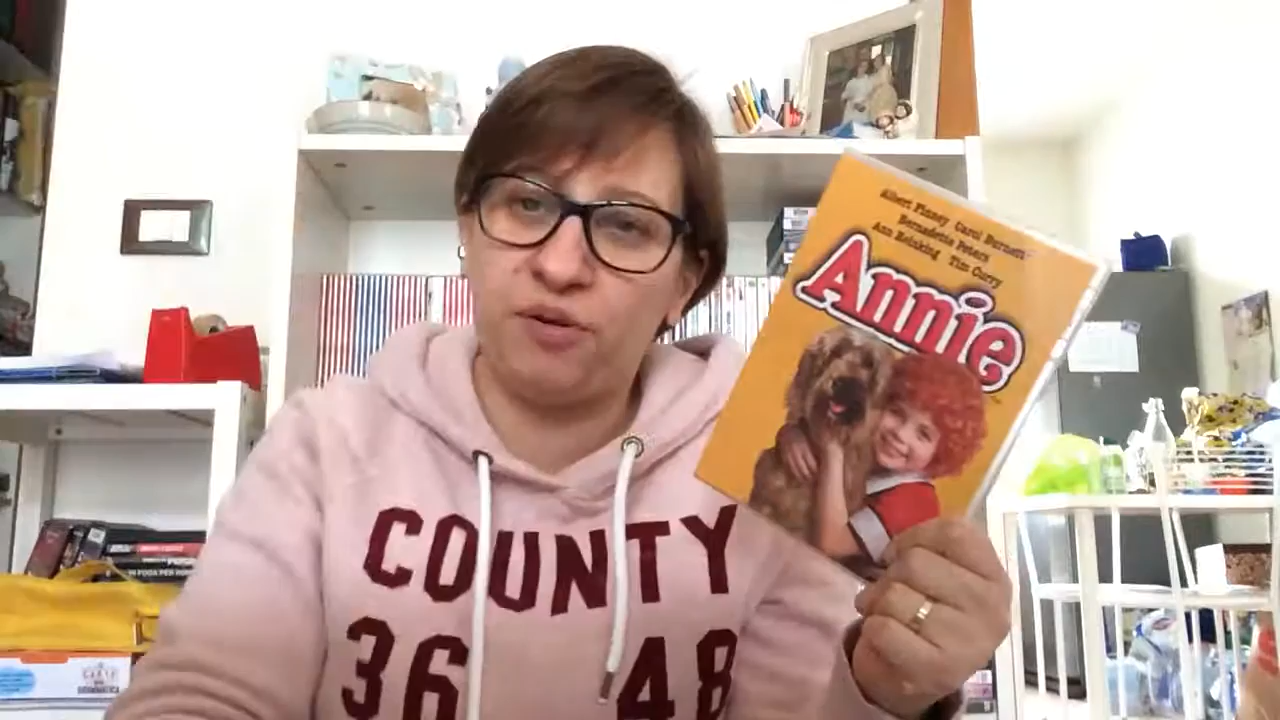 Albert Finney Carol Burnett
Bernadette Peters
Ann Reinking Tim Curry
Annie
COUNTY
36 48